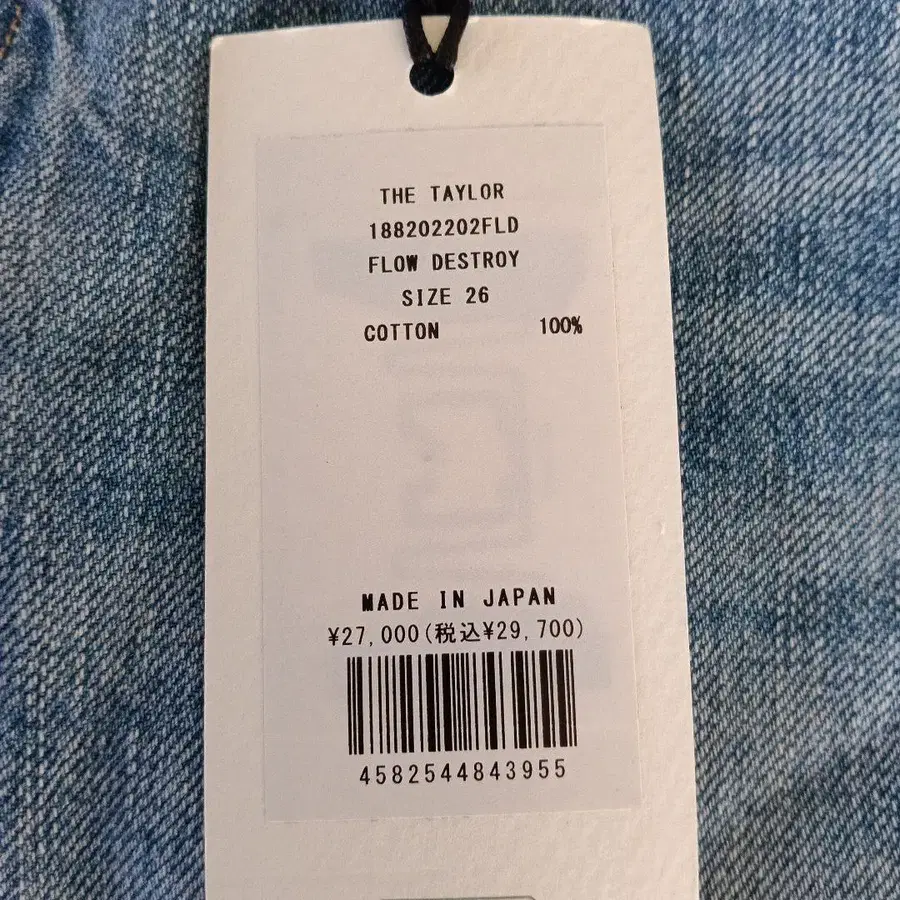 THE TAYLOR
188202202FLD
FLOW DESTROY
SIZE 26
COTTON 100%
MADE IN JAPAN
¥27,000(税込¥29,700)
4582544843955